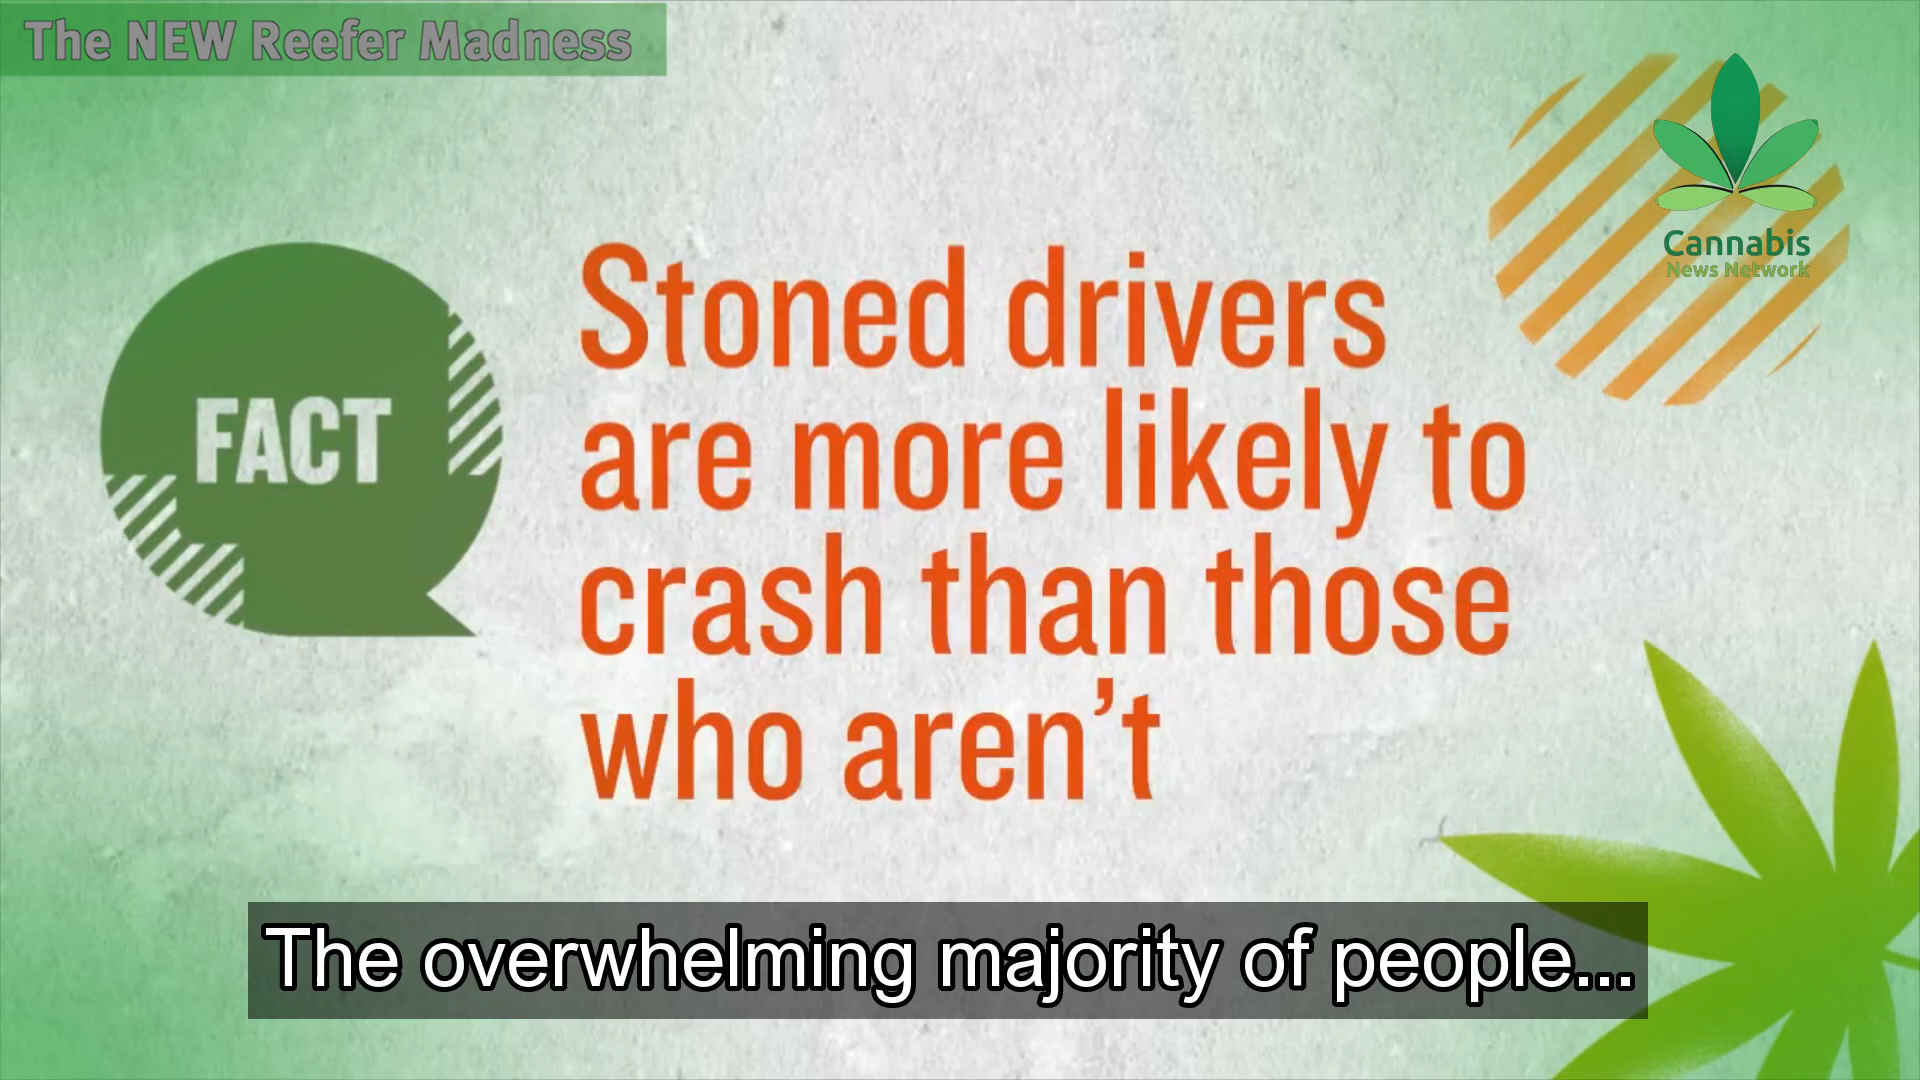 The NEW Reefer Madness
Cannabis
News Network
FACT
Stoned drivers
are more likely to
crash than those
who aren't
The overwhelming majority of people...